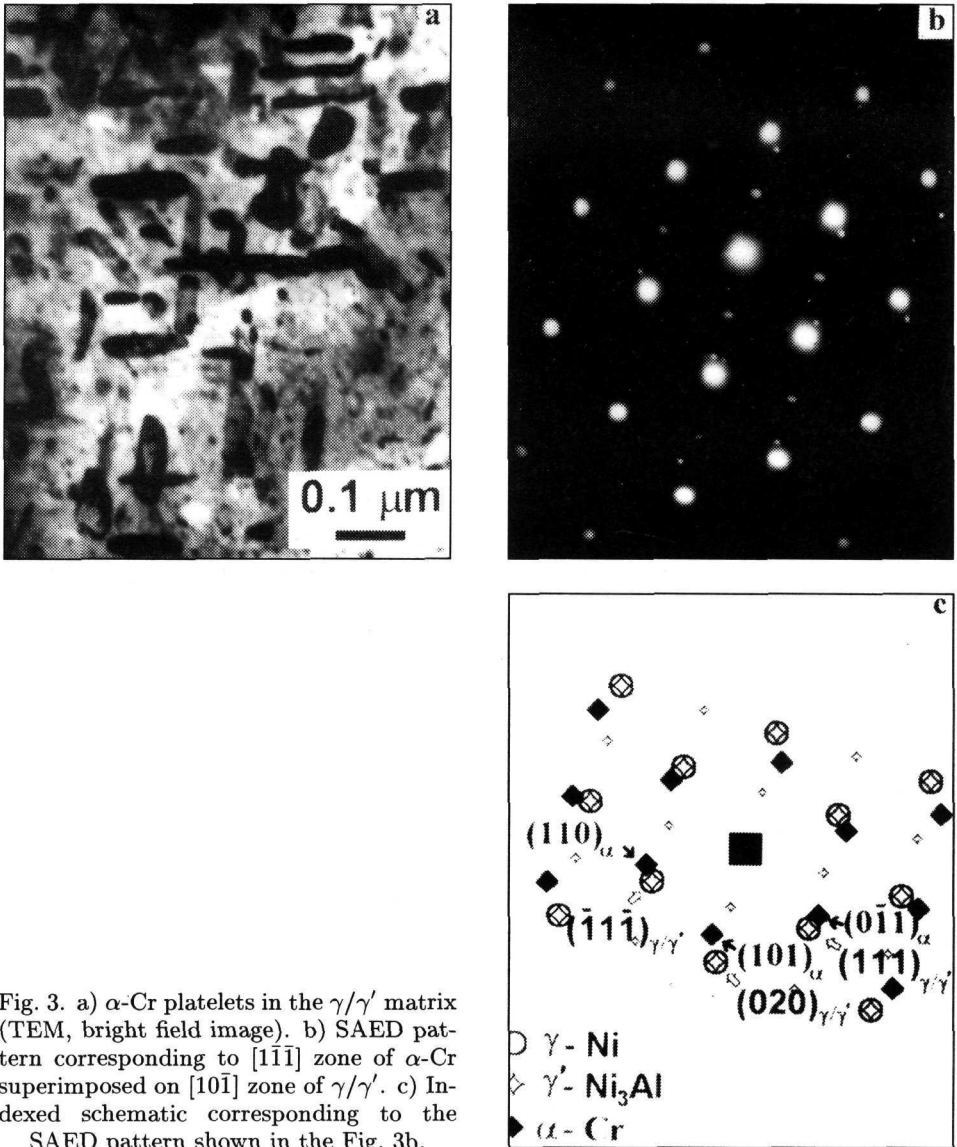 a
b
0.1 μm
c
(110)α
(1̄11̄)γ/γ′
(01̄1)α
(101)α
(111)γ/γ′
(020)γ/γ′
γ - Ni
γ′- Ni₃Al
α - Cr
Fig. 3. a) α-Cr platelets in the γ/γ′ matrix
(TEM, bright field image). b) SAED pat-
tern corresponding to [11̄1̄] zone of α-Cr
superimposed on [101̄] zone of γ/γ′. c) In-
dexed schematic corresponding to the
SAED pattern shown in the Fig. 3b.